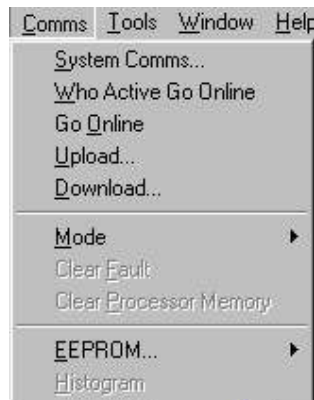 Comms Tools Window Help
System Comms...
Who Active Go Online
Go Online
Upload...
Download...
Mode
Clear Fault
Clear Processor Memory
EEPROM...
Histogram